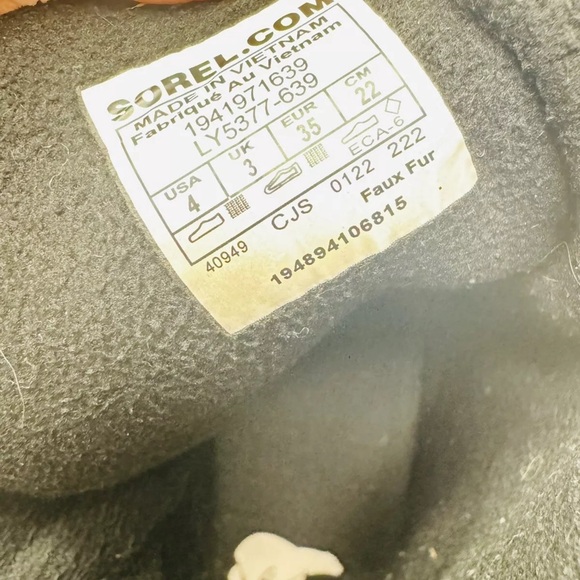 SOREL.COM
MADE IN VIETNAM
Fabriqué Au Vietnam
1941971639
LY5377-639
USA UK EUR CM
4 3 35 22
ECA-6
40949 CJS 0122 222
Faux Fur
194894106815